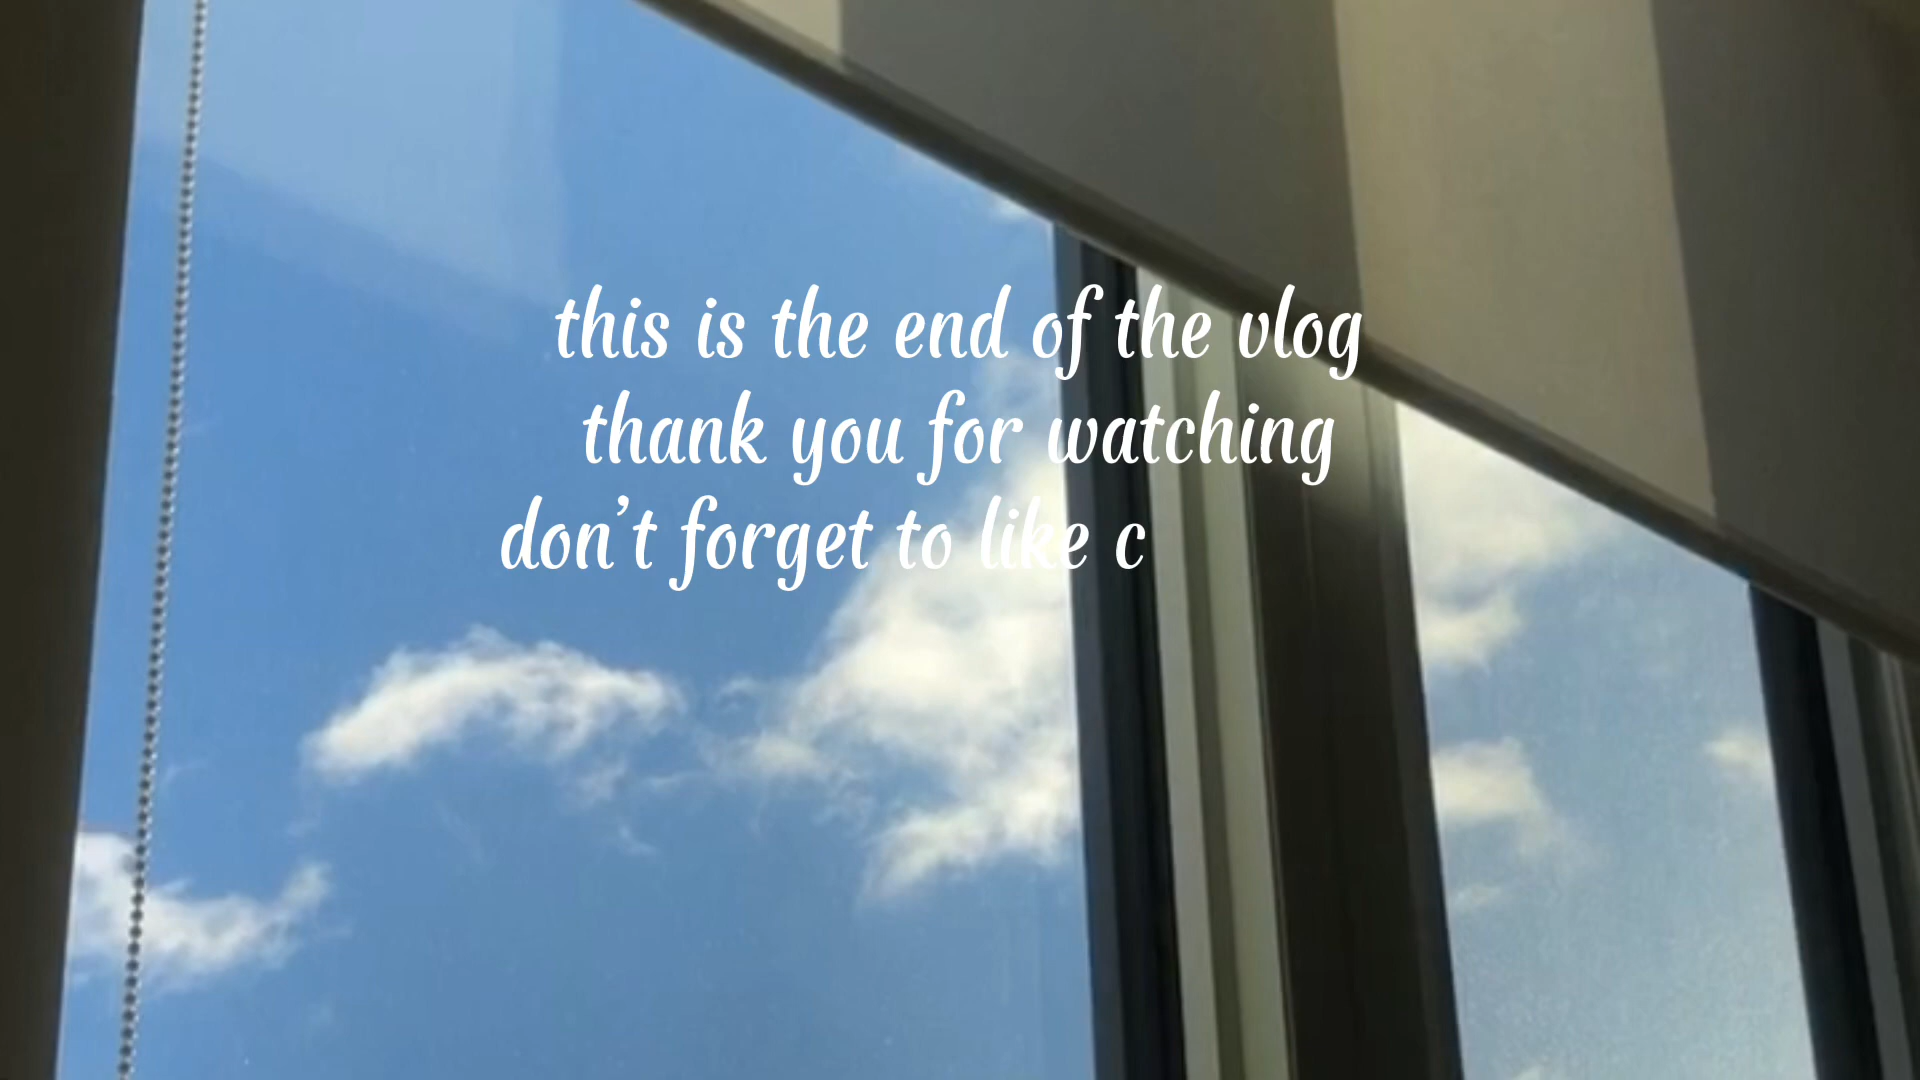 this is the end of the vlog
thank you for watching
don't forget to like c